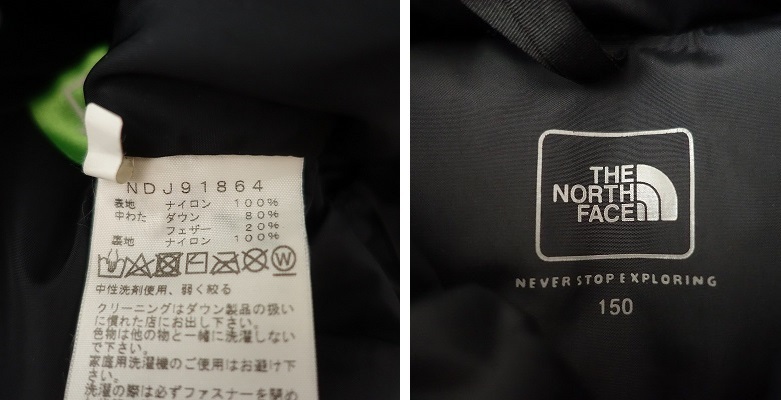 NDJ91864
表地 ナイロン 100%
中わた ダウン 80%
フェザー 20%
裏地 ナイロン 100%
中性洗剤使用、弱く絞る
クリーニングはダウン製品の扱い
に慣れた店にお出し下さい。
色物は他の物と一緒に洗濯しない
で下さい。
家庭用洗濯機のご使用はお避け下
さい。
洗濯の際は必ずファスナーを閉め
THE
NORTH
FACE
NEVER STOP EXPLORING
150